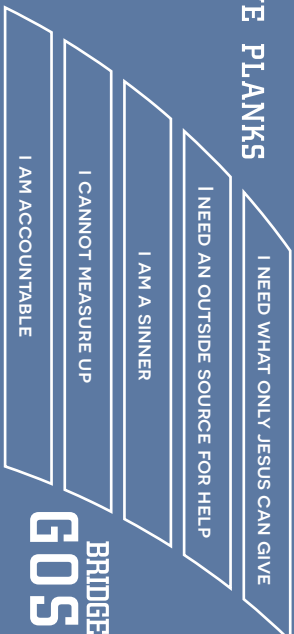 E PLANKS
I NEED WHAT ONLY JESUS CAN GIVE
I NEED AN OUTSIDE SOURCE FOR HELP
I AM A SINNER
I CANNOT MEASURE UP
I AM ACCOUNTABLE
BRIDGE
GOS